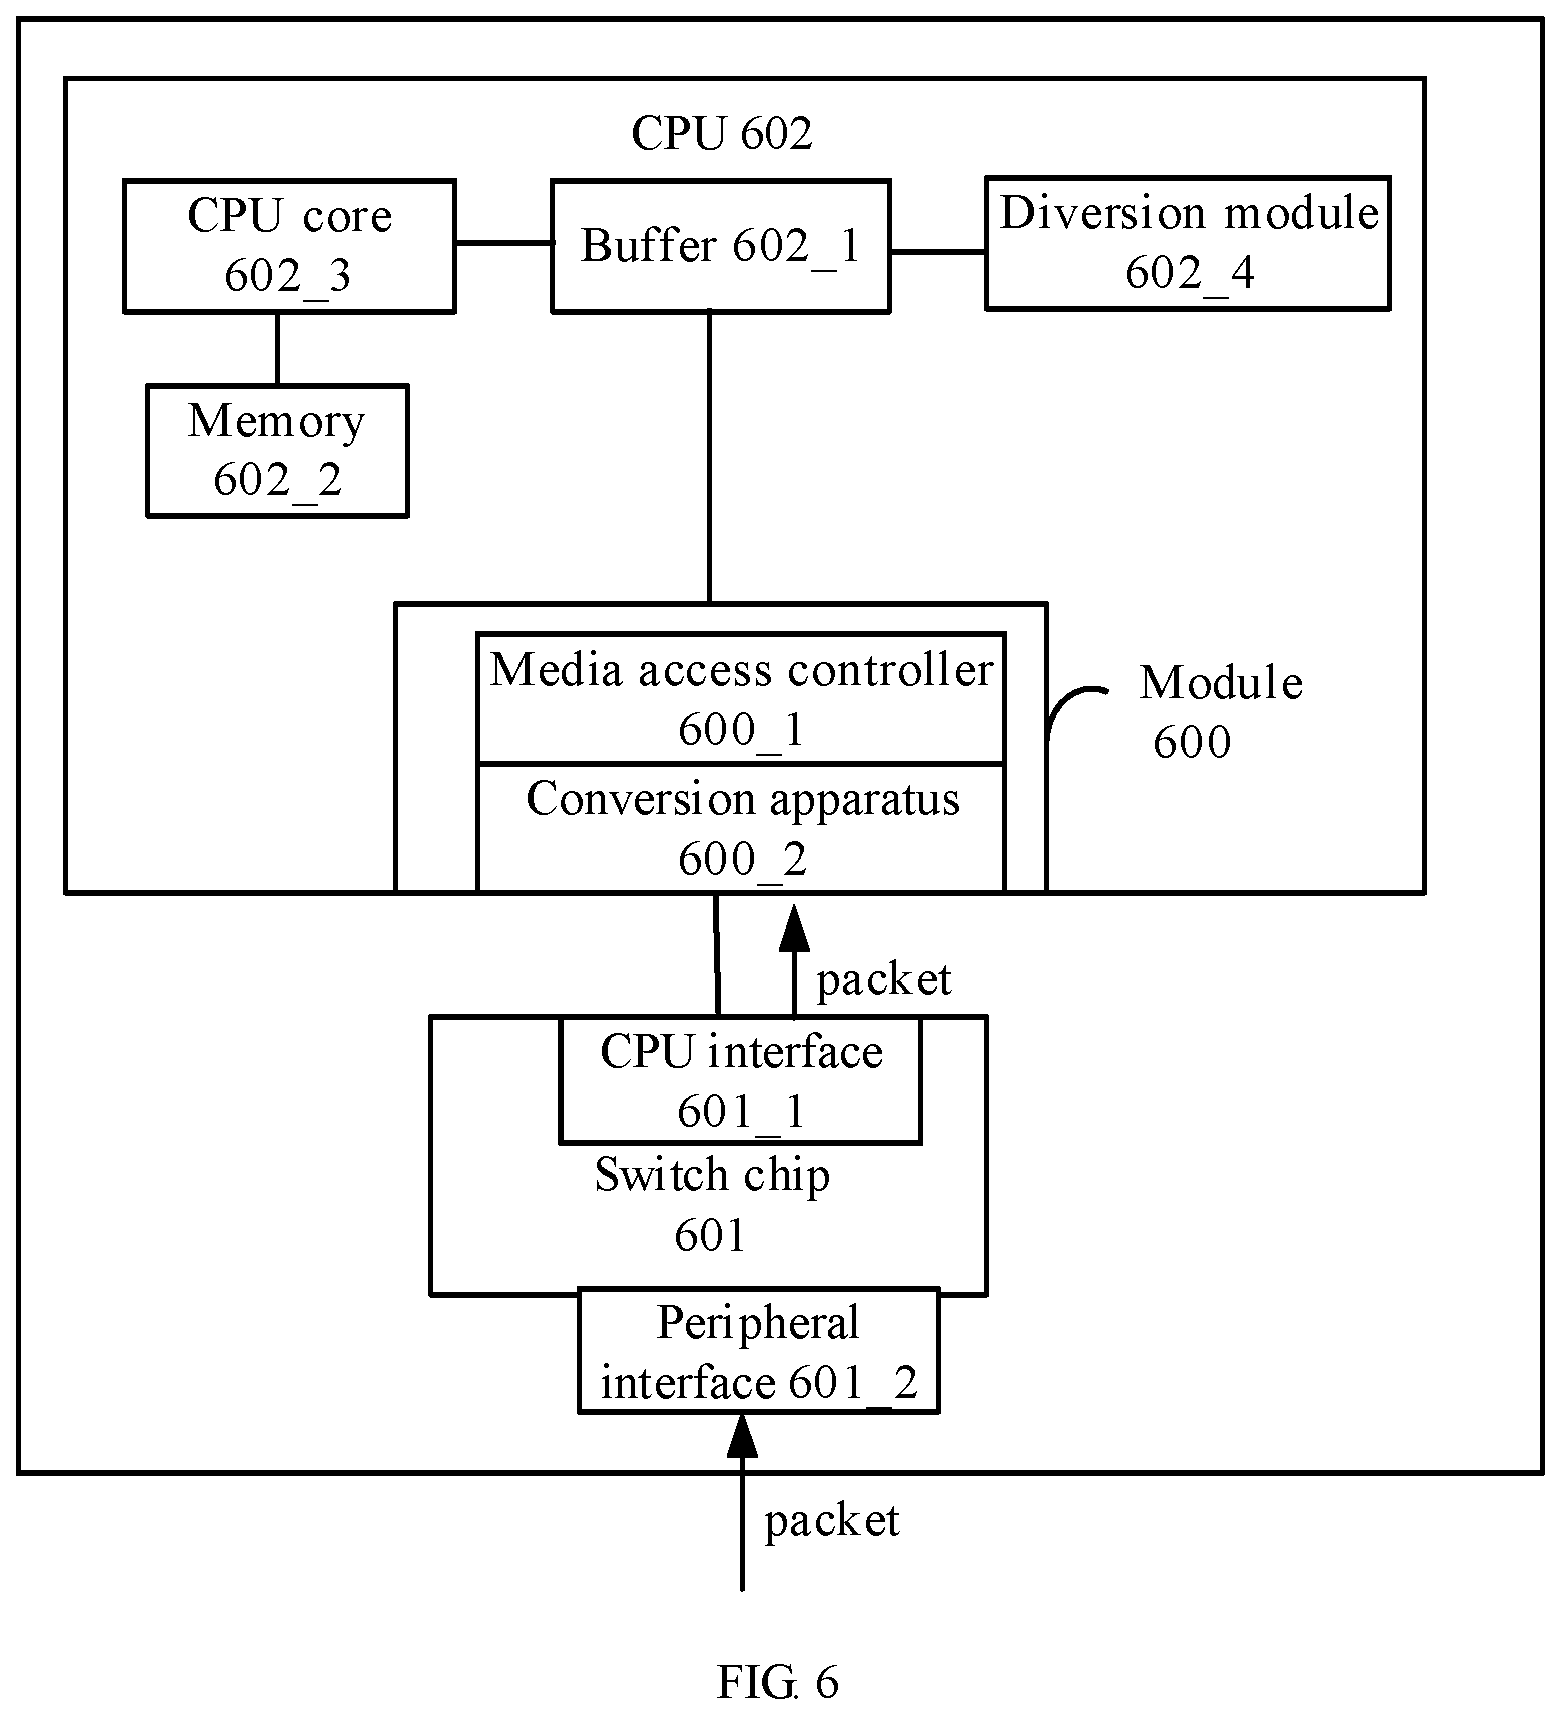 CPU 602
CPU core
602_3
Buffer 602_1
Diversion module
602_4
Memory
602_2
Media access controller
600_1
Conversion apparatus
600_2
Module
600
packet
CPU interface
601_1
Switch chip
601
Peripheral
interface 601_2
packet
FIG. 6